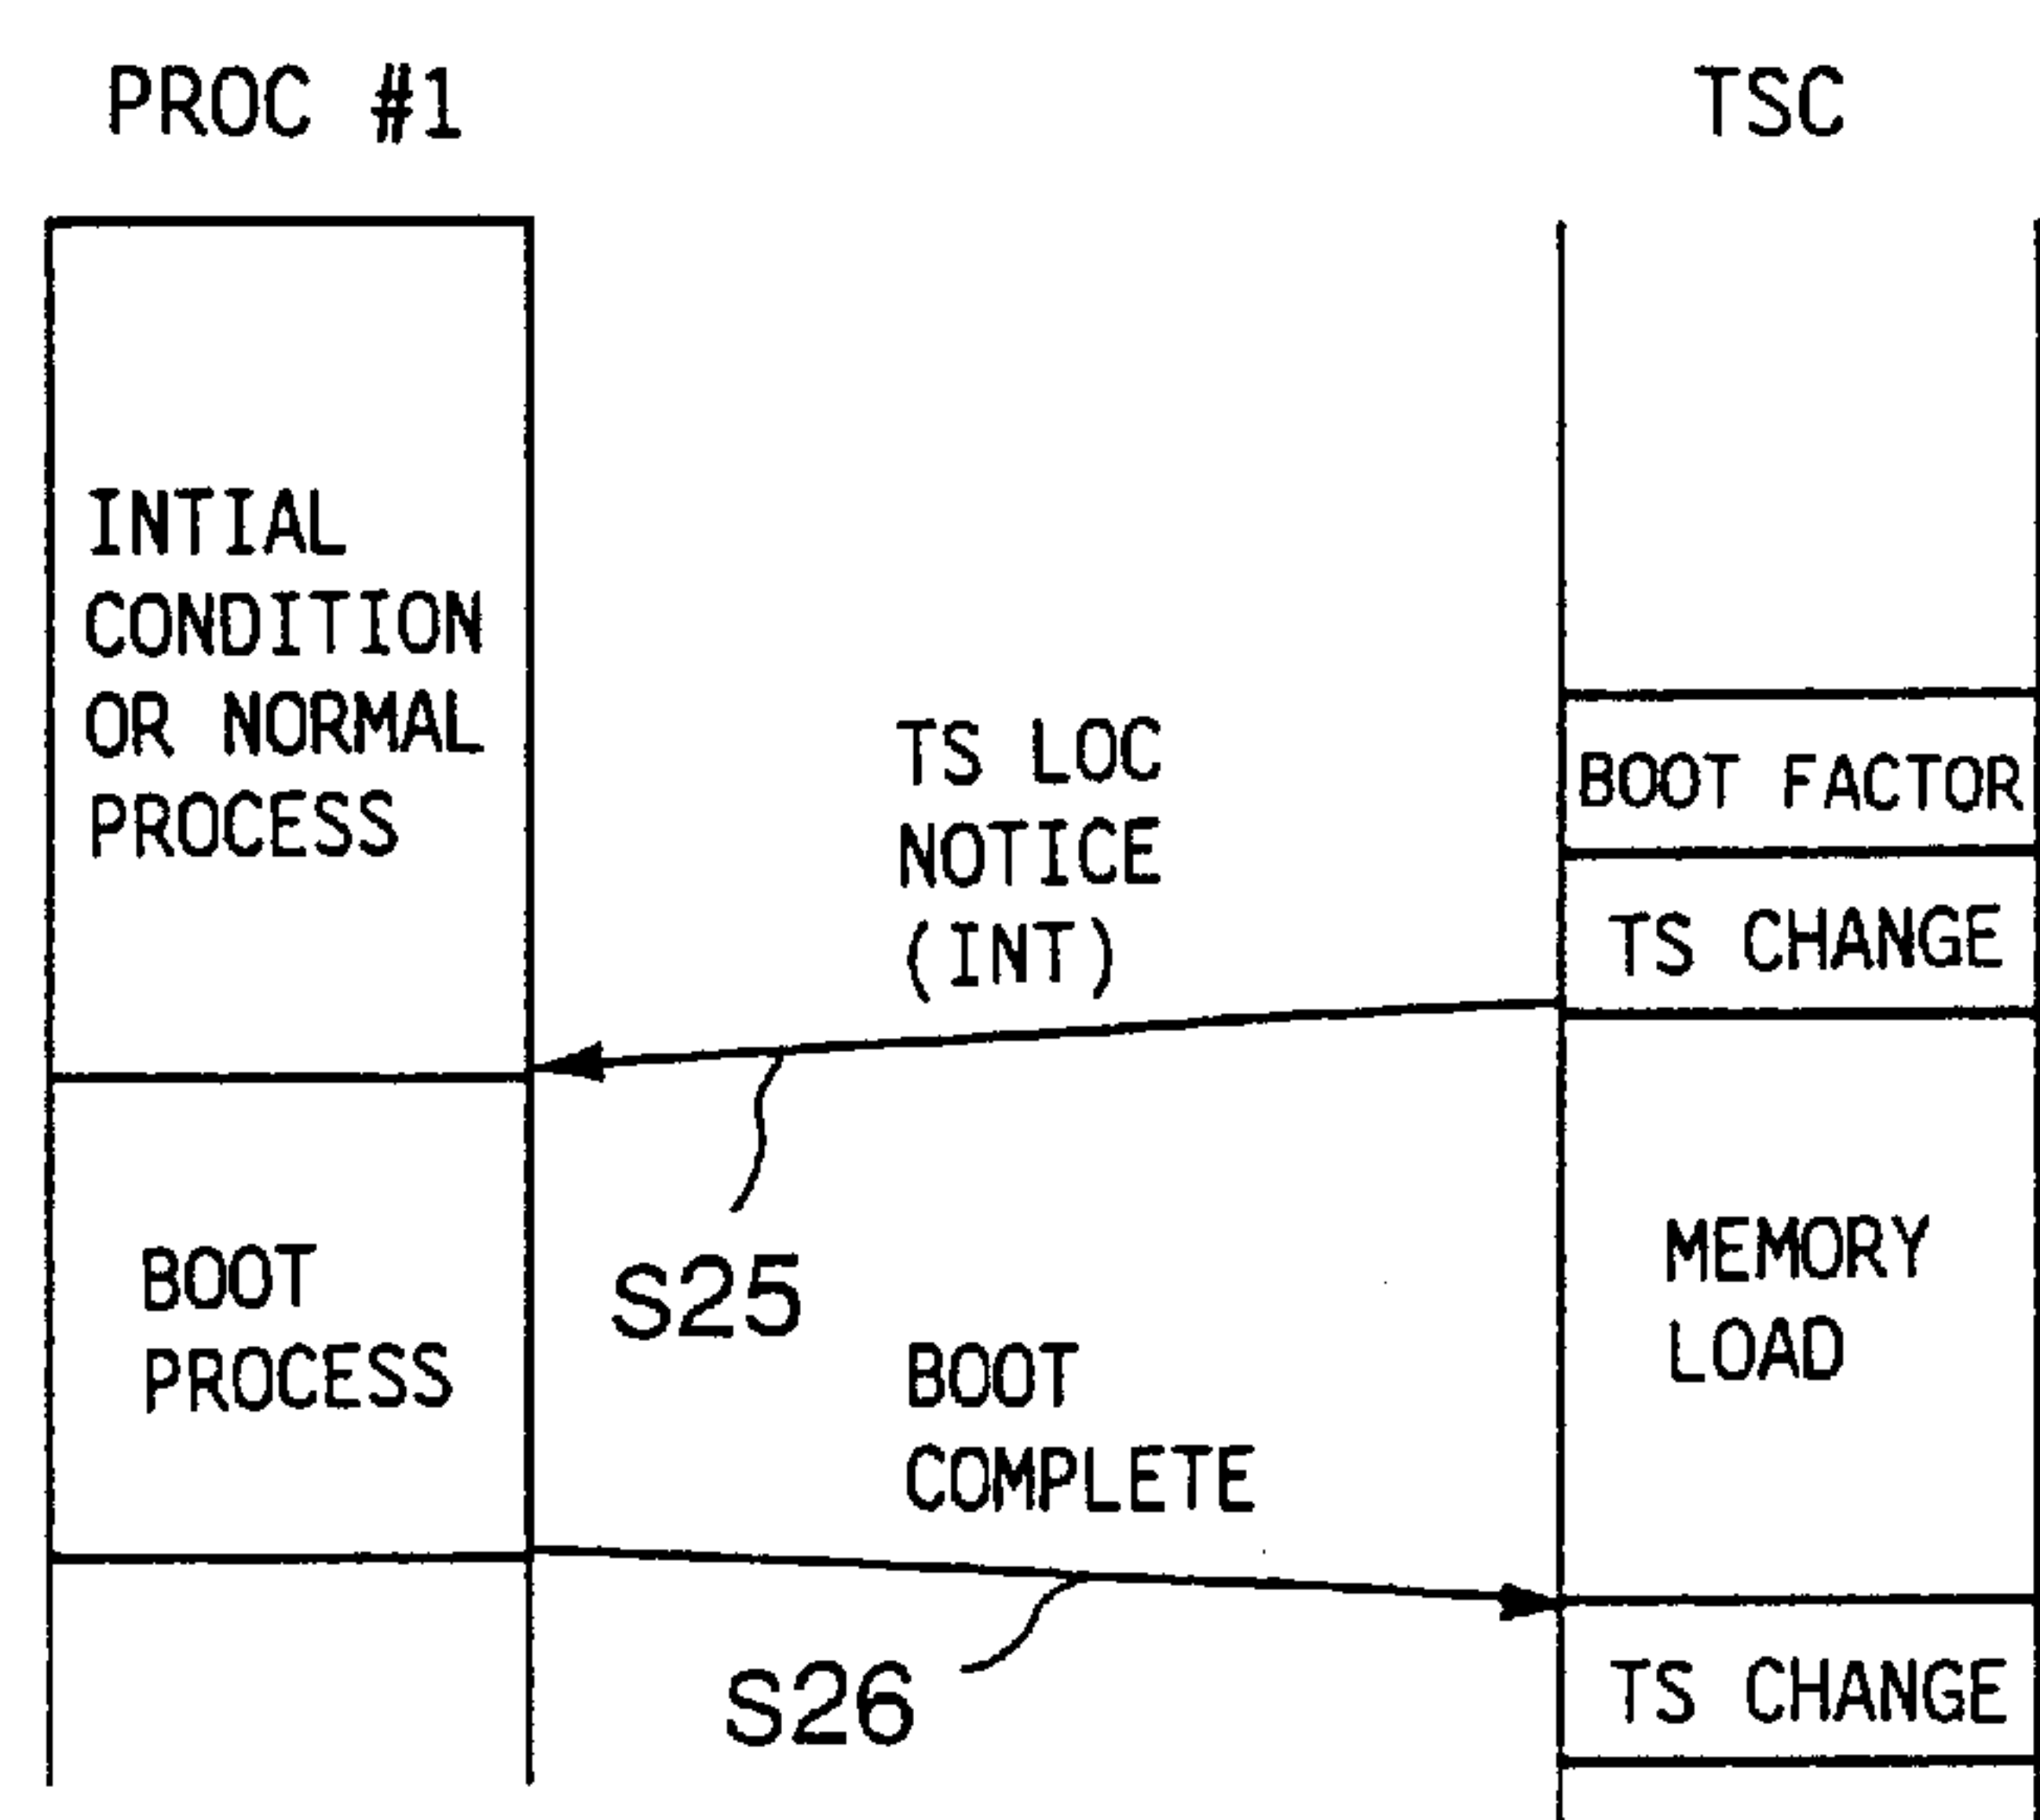 PROC #1
TSC
INTIAL
CONDITION
OR NORMAL
PROCESS
TS LOC
NOTICE
(INT)
BOOT FACTOR
TS CHANGE
S25
BOOT
PROCESS
MEMORY
LOAD
BOOT
COMPLETE
S26
TS CHANGE